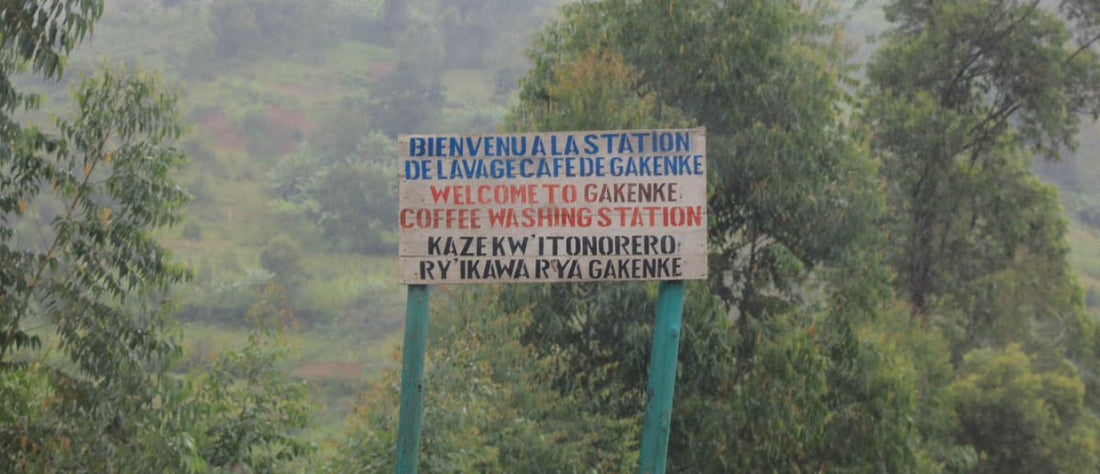 BIENVENU A LA STATION
DE LAVAGE CAFE DE GAKENKE
WELCOME TO GAKENKE
COFFEE WASHING STATION
KAZE KW'ITONORERO
RY'IKAWA RYA GAKENKE